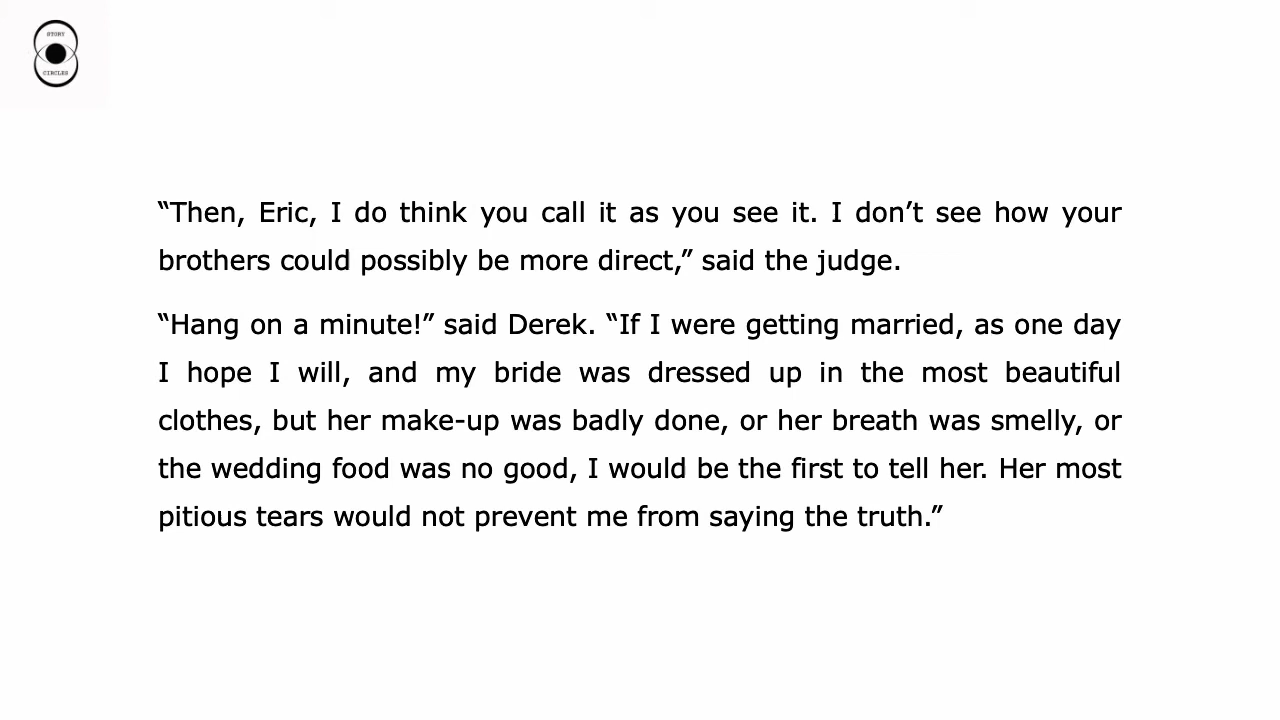 STORY
CIRCLES
“Then, Eric, I do think you call it as you see it. I don’t see how your
brothers could possibly be more direct,” said the judge.
“Hang on a minute!” said Derek. “If I were getting married, as one day
I hope I will, and my bride was dressed up in the most beautiful
clothes, but her make-up was badly done, or her breath was smelly, or
the wedding food was no good, I would be the first to tell her. Her most
pitious tears would not prevent me from saying the truth.”